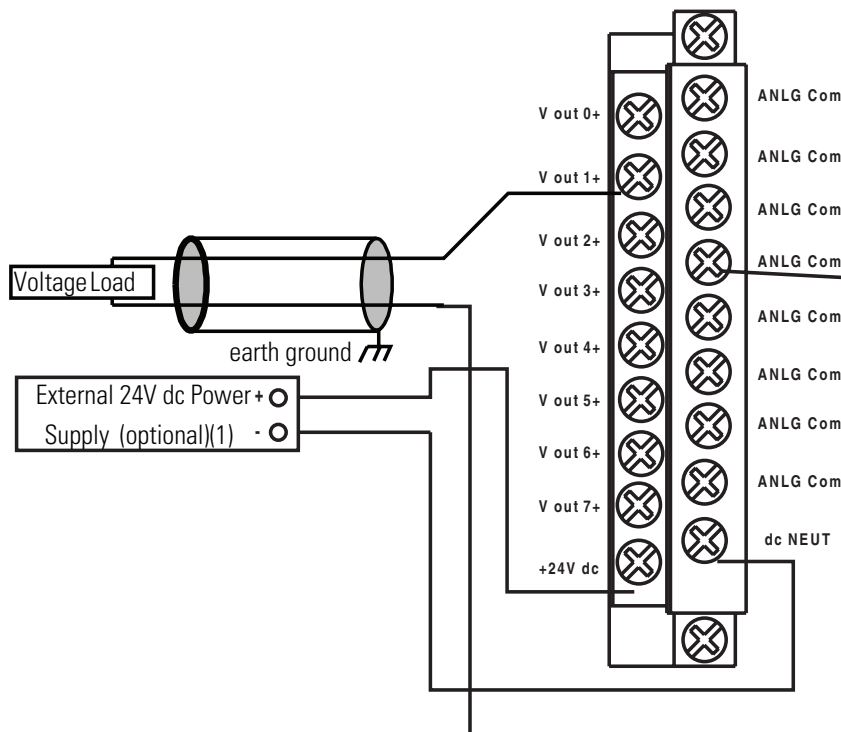 V out 0+
V out 1+
V out 2+
V out 3+
V out 4+
V out 5+
V out 6+
V out 7+
+24V dc
ANLG Com
ANLG Com
ANLG Com
ANLG Com
ANLG Com
ANLG Com
ANLG Com
ANLG Com
dc NEUT
Voltage Load
earth ground
External 24V dc Power +
Supply (optional)(1) -